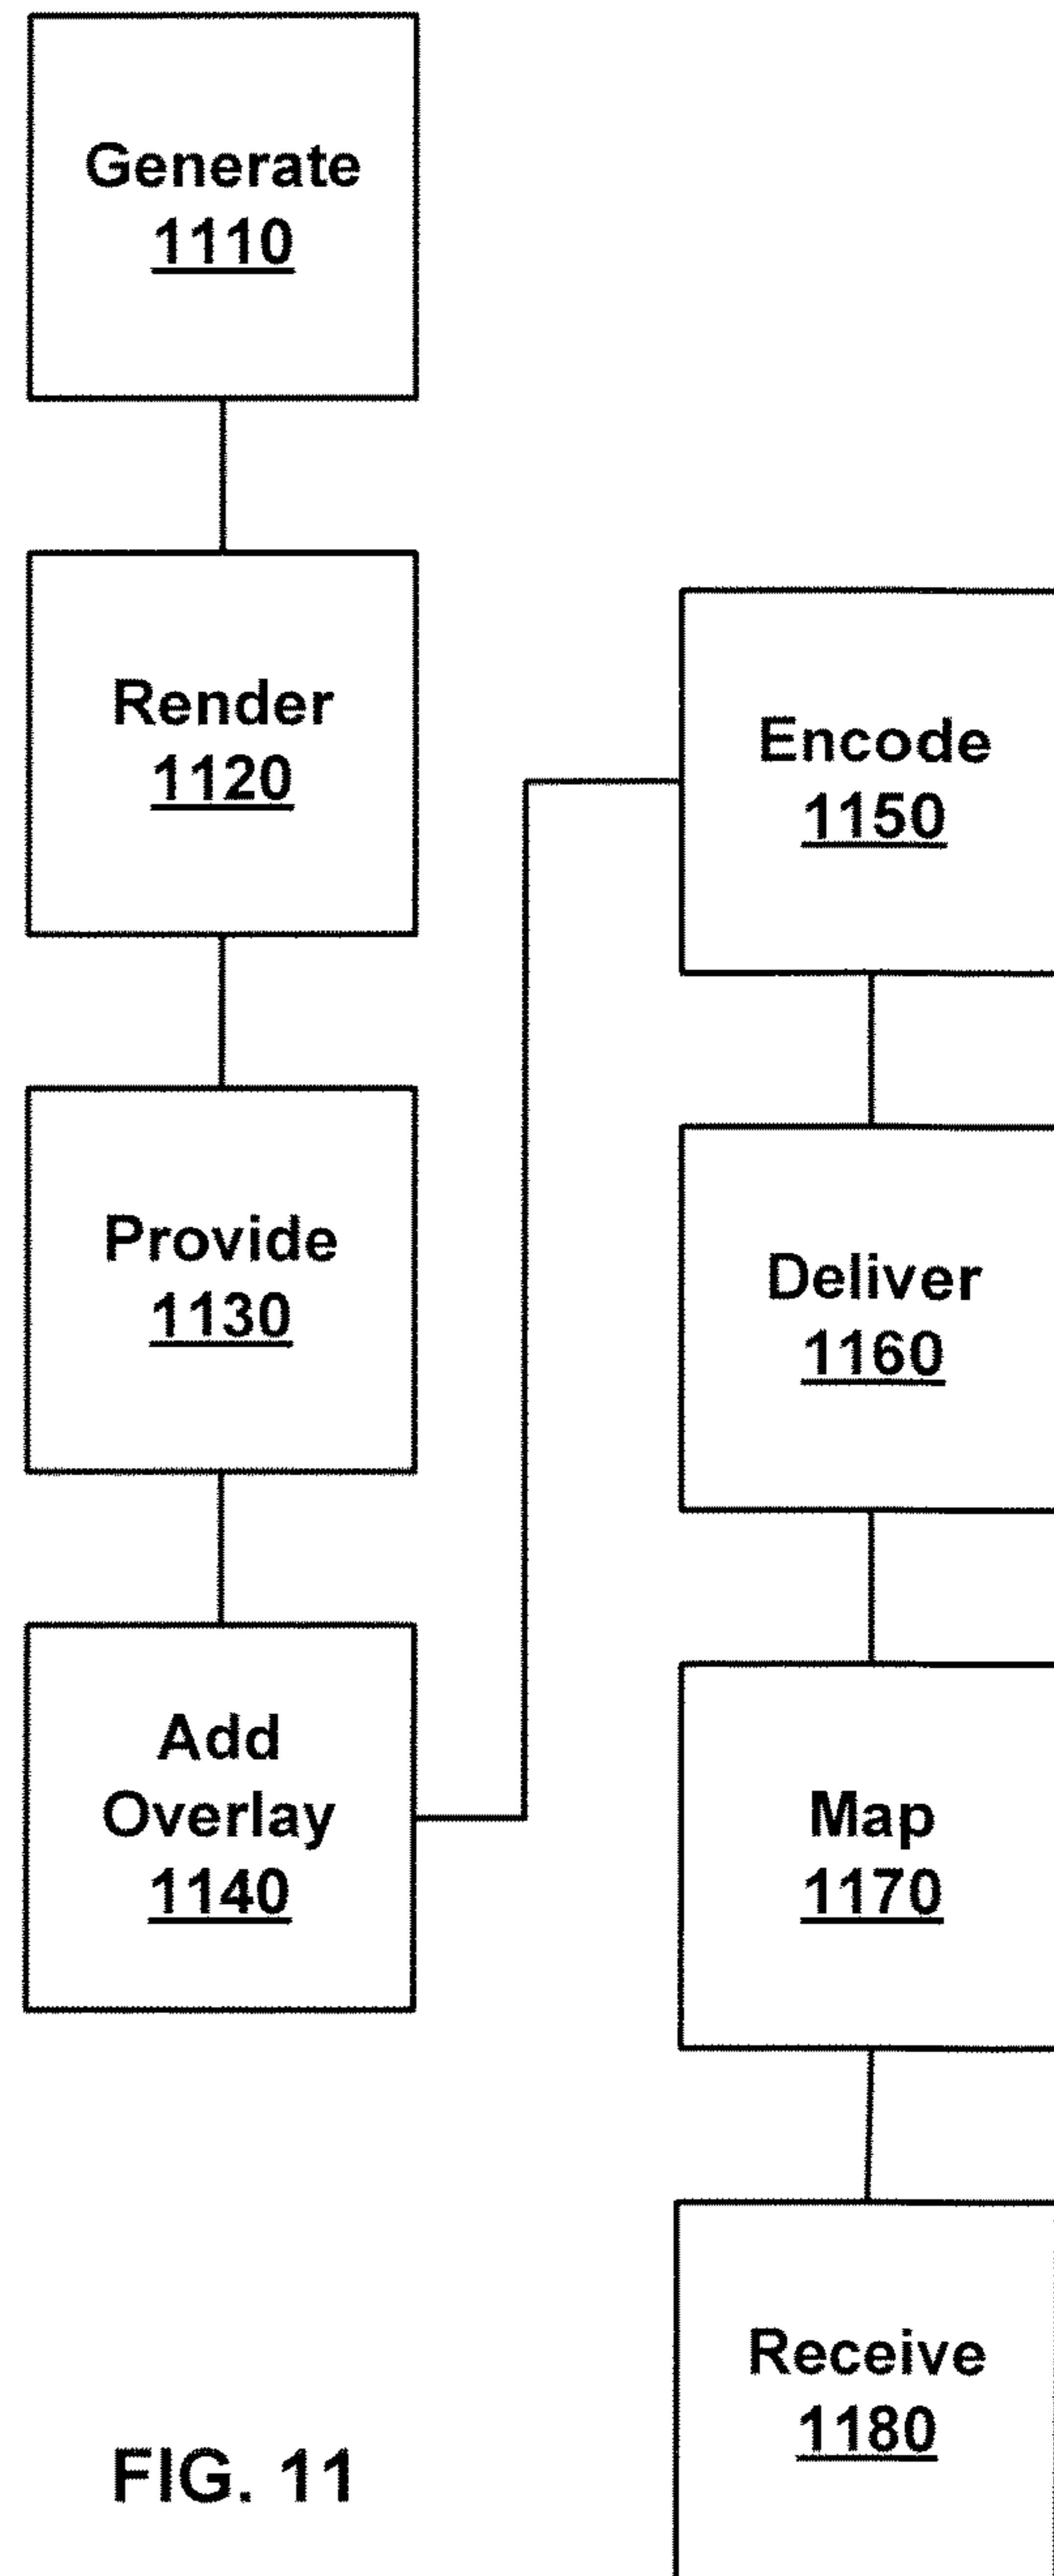 Generate
1110
Render
1120
Provide
1130
Add
Overlay
1140
Encode
1150
Deliver
1160
Map
1170
Receive
1180
FIG. 11